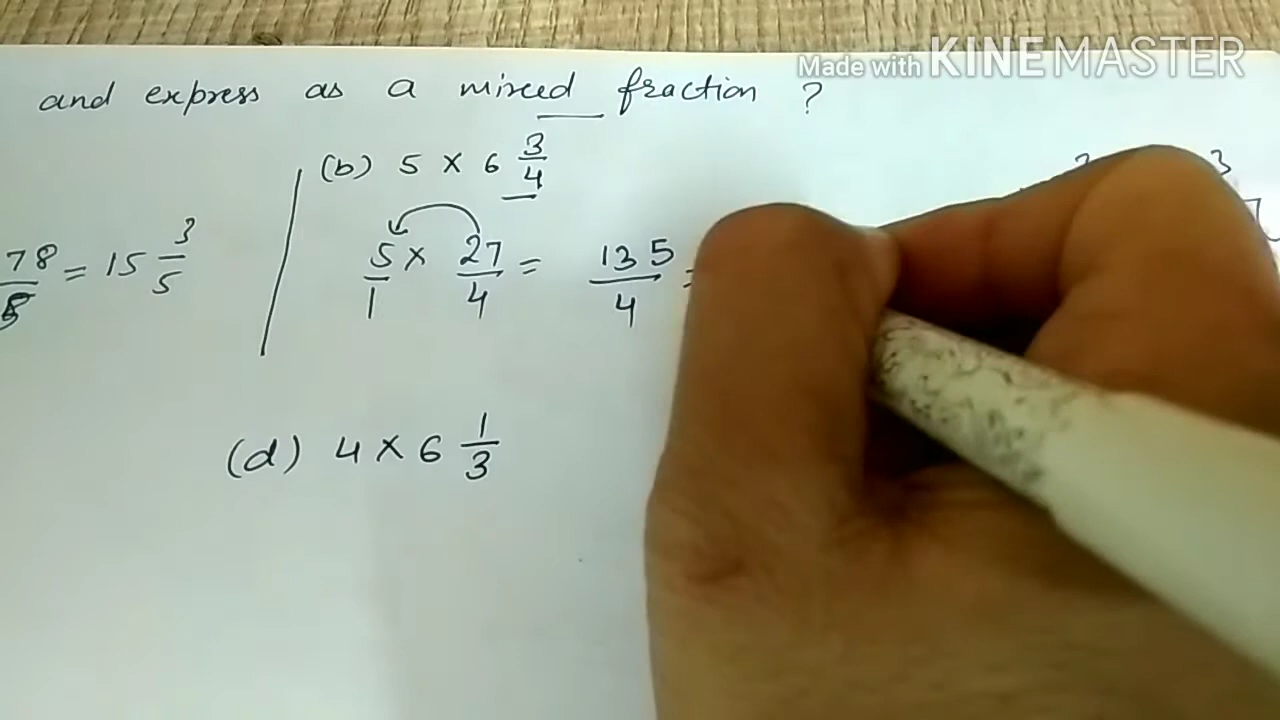 Made with KINEMASTER
and express as a mixed fraction ?
(b) 5 × 6 3/4
78/5 = 15 3/5
5/1 × 27/4 = 135/4 =
(d) 4 × 6 1/3